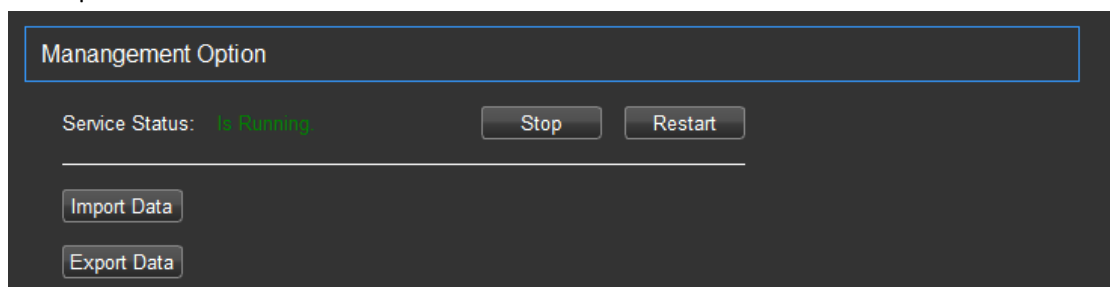 Manangement Option
Service Status: Is Running. Stop Restart
Import Data
Export Data